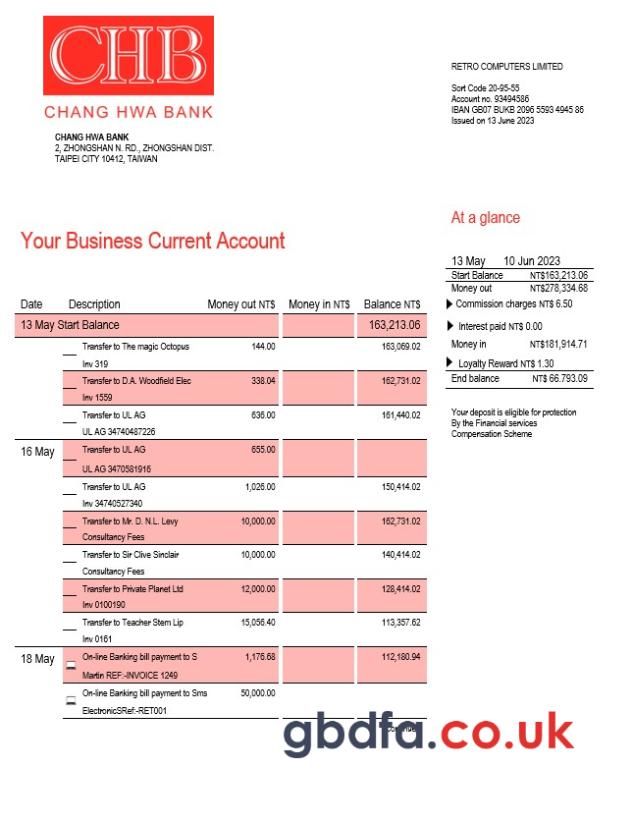 CHB
CHANG HWA BANK
CHANG HWA BANK
2, ZHONGSHAN N. RD., ZHONGSHAN DIST.
TAIPEI CITY 10412, TAIWAN
RETRO COMPUTERS LIMITED
Sort Code 20-95-55
Account no. 93494586
IBAN GB07 BUKB 2096 5593 4945 86
Issued on 13 June 2023
Your Business Current Account
At a glance
13 May 10 Jun 2023
Start Balance NT$163,213.06
Money out NT$278,334.68
Commission charges NT$ 6.50
Interest paid NT$ 0.00
Money in NT$181,914.71
Loyalty Reward NT$ 1.30
End balance NT$ 66.793.09
Your deposit is eligible for protection
By the Financial services
Compensation Scheme
Date Description Money out NT$ Money in NT$ Balance NT$
13 May Start Balance 163,213.06
Transfer to The magic Octopus 144.00 163,069.02
Inv 319
Transfer to D.A. Woodfield Elec 338.04 162,731.02
Inv 1559
Transfer to UL AG 636.00 161,440.02
UL AG 34740487226
16 May Transfer to UL AG 655.00
UL AG 3470581916
Transfer to UL AG 1,026.00 150,414.02
Inv 34740527340
Transfer to Mr. D. N.L. Levy 10,000.00 162,731.02
Consultancy Fees
Transfer to Sir Clive Sinclair 10,000.00 140,414.02
Consultancy Fees
Transfer to Private Planet Ltd 12,000.00 128,414.02
Inv 0100190
Transfer to Teacher Stem Lip 15,056.40 113,357.62
Inv 0161
18 May On-line Banking bill payment to S 1,176.68 112,180.94
Martin REF:-INVOICE 1249
On-line Banking bill payment to Sms 50,000.00
ElectronicSRef:-RET001
gbdfa.co.uk